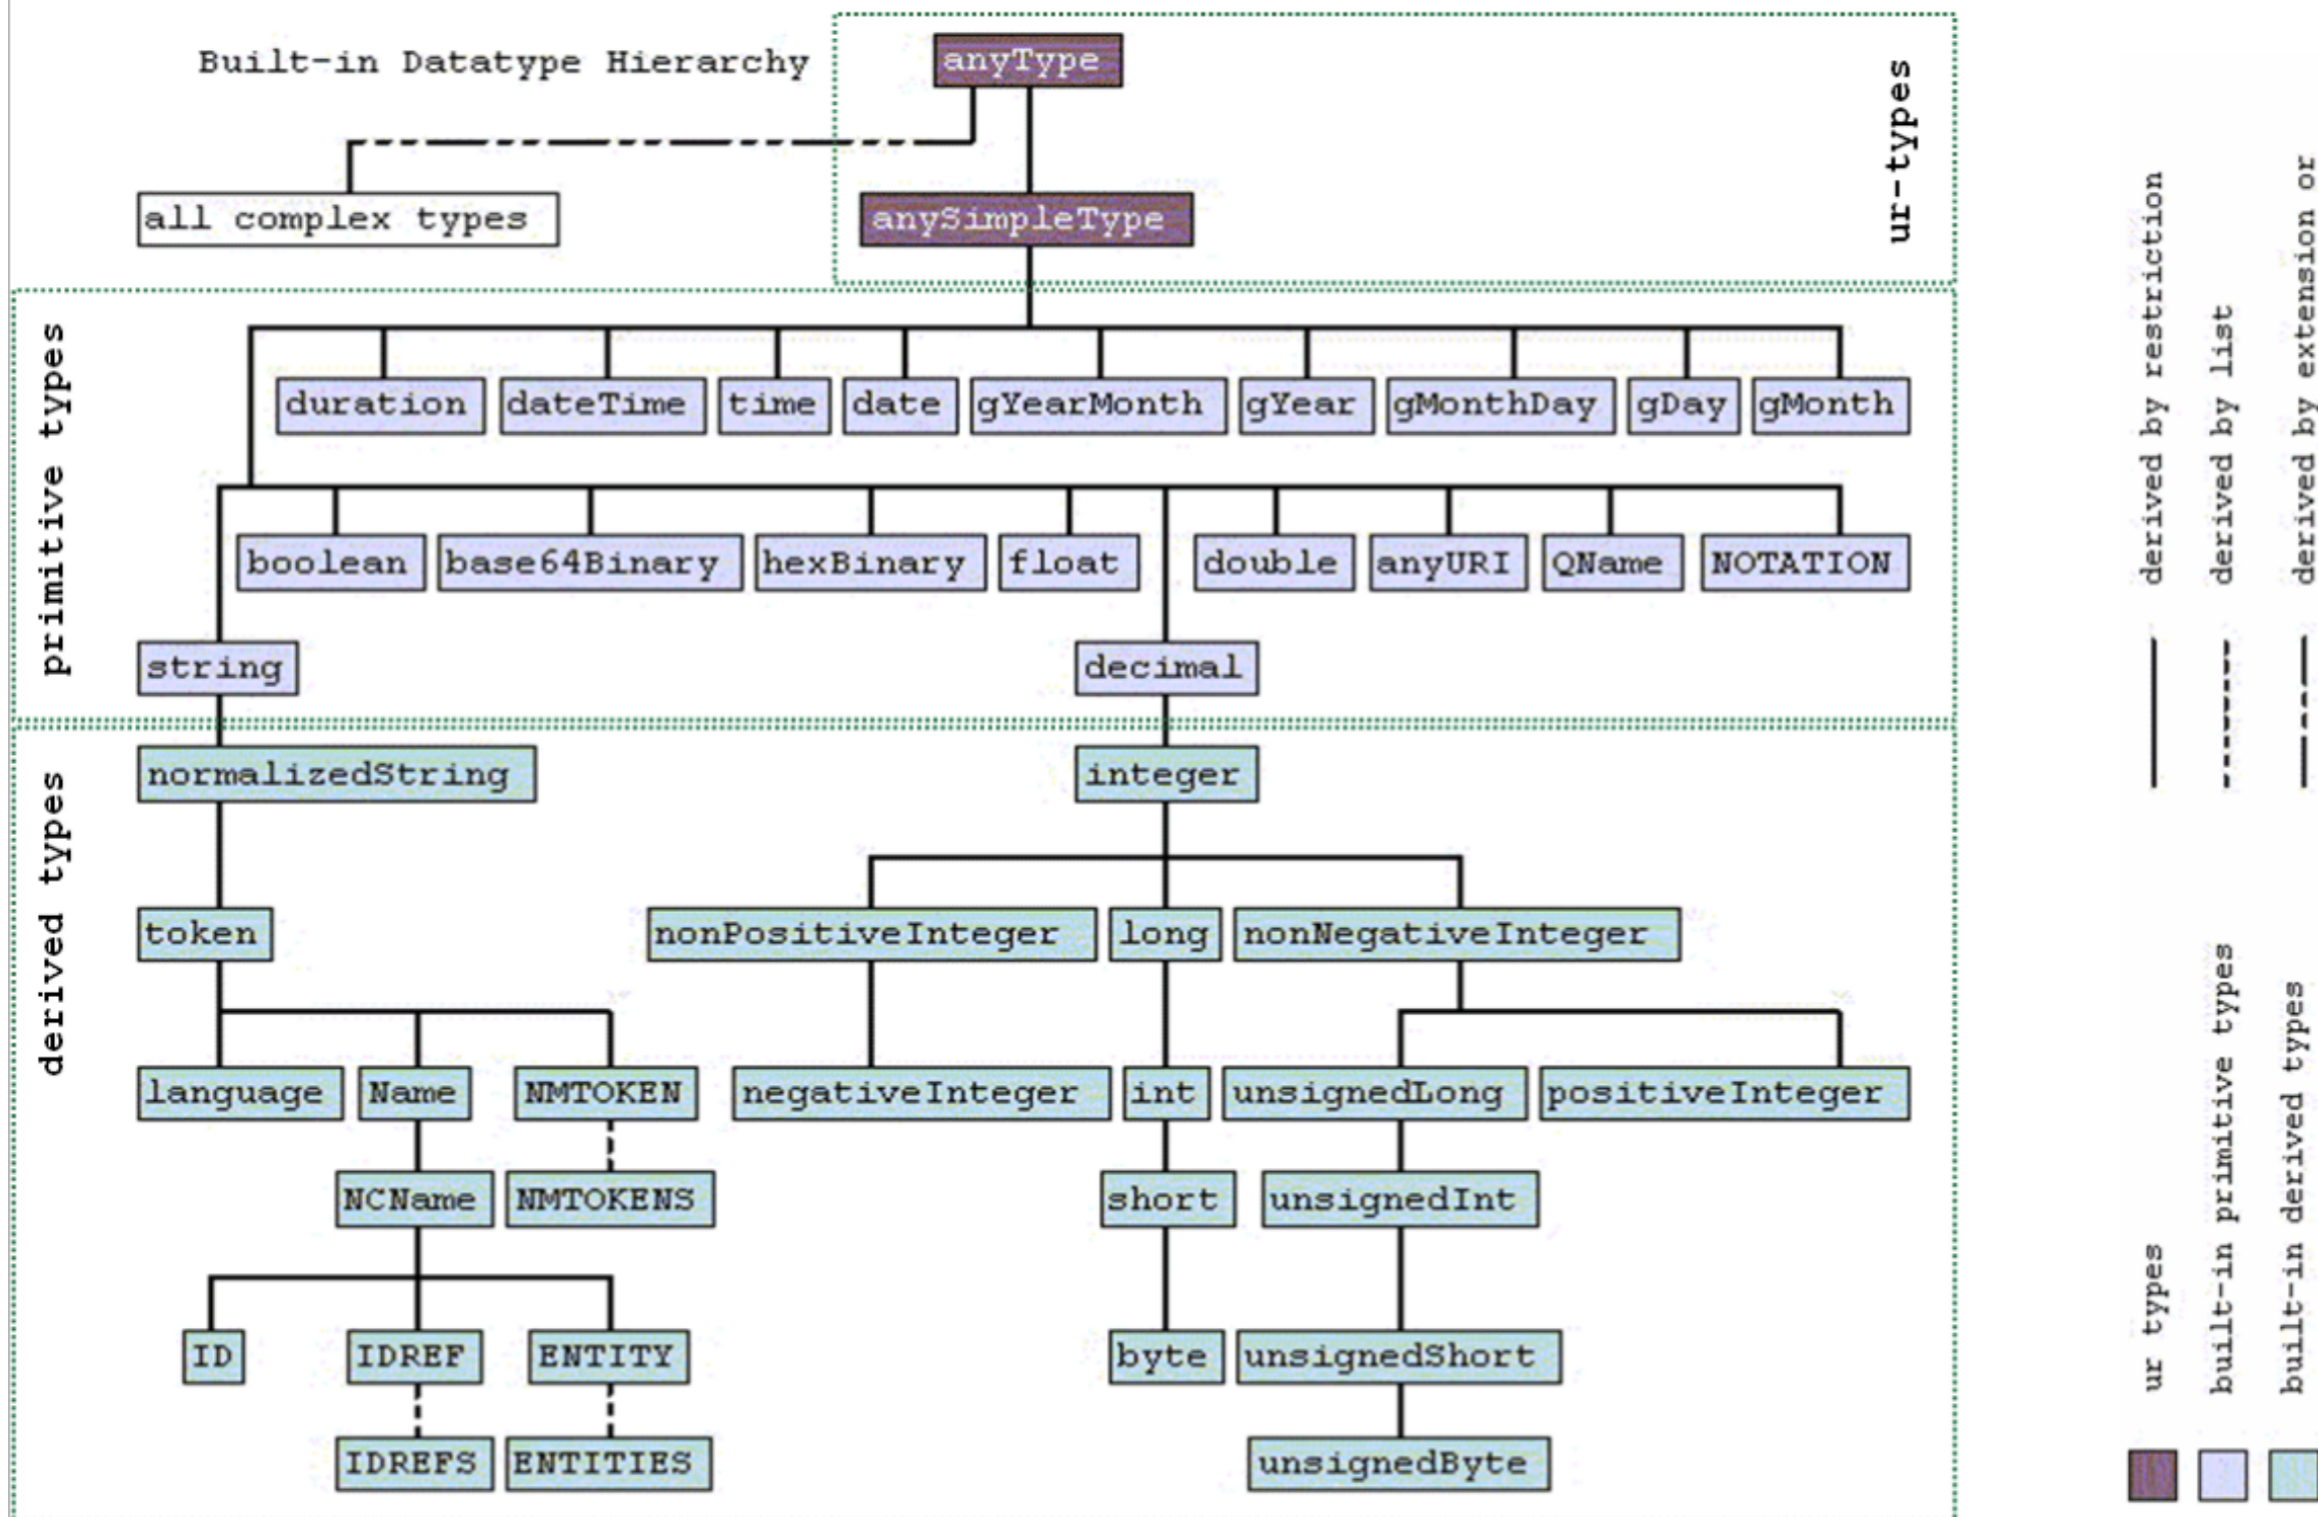 Built-in Datatype Hierarchy
anyType
ur-types
all complex types
anySimpleType
primitive types
duration
dateTime
time
date
gYearMonth
gYear
gMonthDay
gDay
gMonth
boolean
base64Binary
hexBinary
float
double
anyURI
QName
NOTATION
string
decimal
derived types
normalizedString
integer
token
nonPositiveInteger
long
nonNegativeInteger
language
Name
NMTOKEN
negativeInteger
int
unsignedLong
positiveInteger
NCName
NMTOKENS
short
unsignedInt
ID
IDREF
ENTITY
byte
unsignedShort
IDREFS
ENTITIES
unsignedByte
ur types
built-in primitive types
built-in derived types
derived by restriction
derived by list
derived by extension or